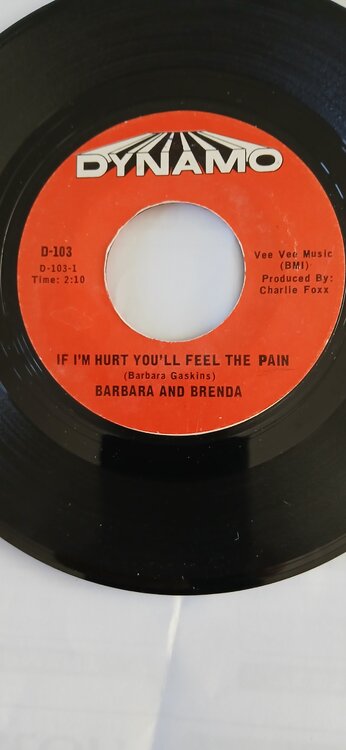 DYNAMO
D-103
D-103-1
Time: 2:10
Vee Vee Music
(BMI)
Produced By:
Charlie Foxx
IF I'M HURT YOU'LL FEEL THE PAIN
(Barbara Gaskins)
BARBARA AND BRENDA